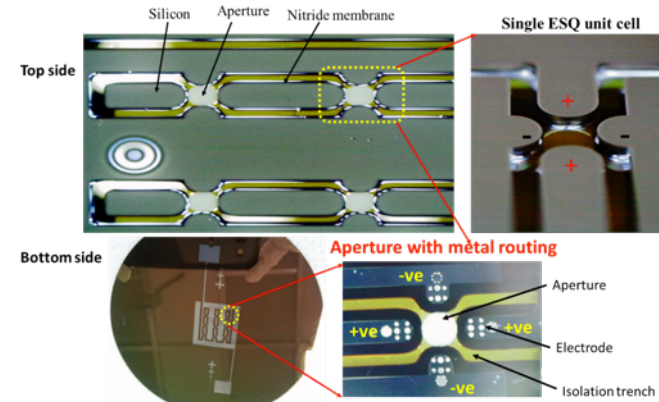 Silicon
Aperture
Nitride membrane
Single ESQ unit cell
Top side
+
-
-
+
Bottom side
Aperture with metal routing
-ve
Aperture
+ve
+ve
Electrode
-ve
Isolation trench